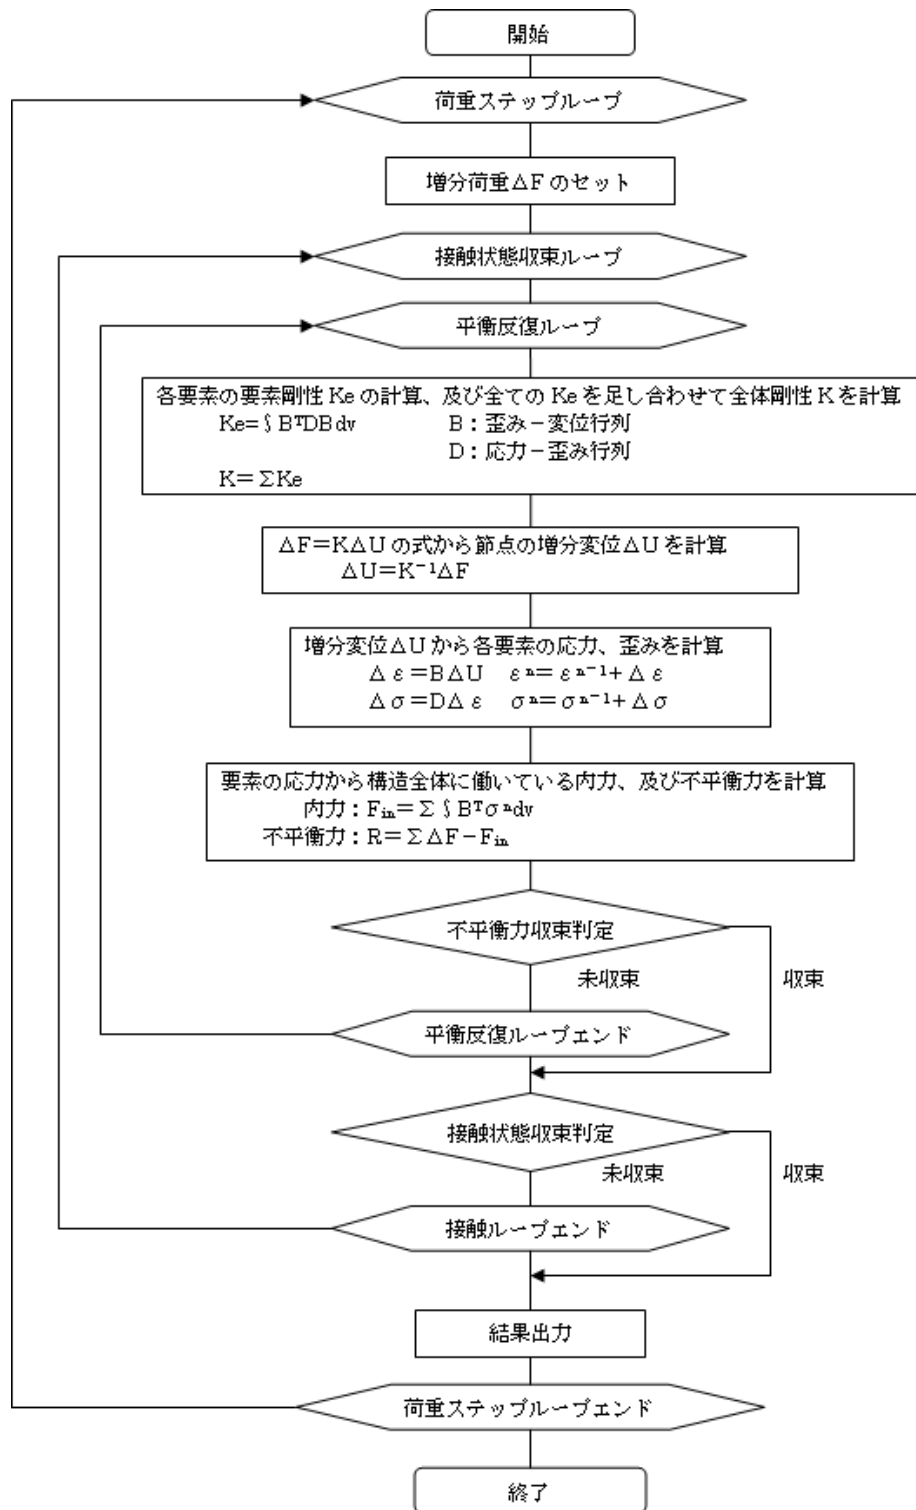 開始
荷重ステップループ
増分荷重ΔFのセット
接触状態収束ループ
平衡反復ループ
各要素の要素剛性Keの計算、及び全てのKeを足し合わせて全体剛性Kを計算
Ke=∫BᵀDBdv B:歪み-変位行列
D:応力-歪み行列
K=ΣKe
ΔF=KΔUの式から節点の増分変位ΔUを計算
ΔU=K⁻¹ΔF
増分変位ΔUから各要素の応力、歪みを計算
Δε=BΔU εⁿ=εⁿ⁻¹+Δε
Δσ=DΔε σⁿ=σⁿ⁻¹+Δσ
要素の応力から構造全体に働いている内力、及び不平衡力を計算
内力:Fᵢₙ=Σ∫Bᵀσⁿdv
不平衡力:R=ΣΔF-Fᵢₙ
不平衡力収束判定
未収束
収束
平衡反復ループエンド
接触状態収束判定
未収束
収束
接触ループエンド
結果出力
荷重ステップループエンド
終了